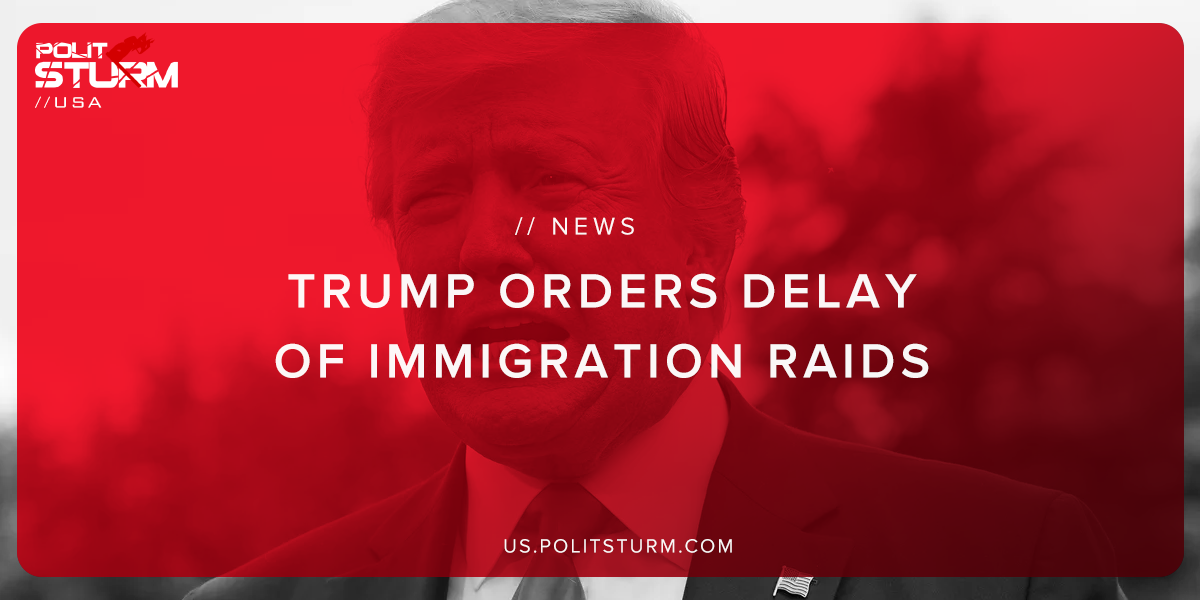 POLIT
STURM
//USA
// NEWS
TRUMP ORDERS DELAY
OF IMMIGRATION RAIDS
US.POLITSTURM.COM